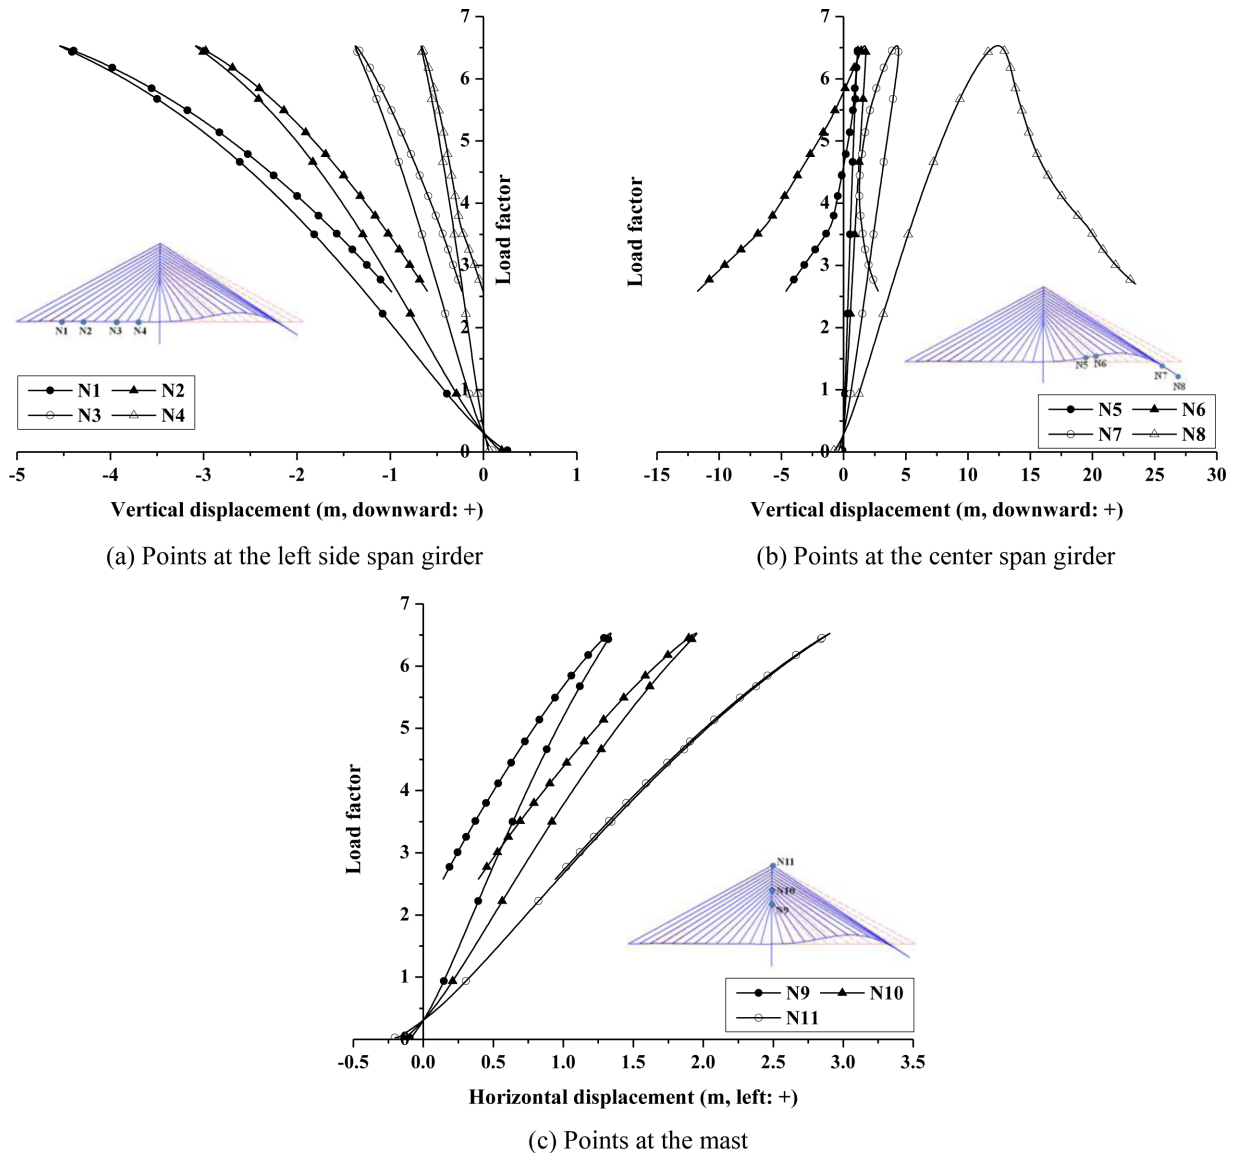 7
6
5
4
3
2
1
0
Load factor
N1 N2 N3 N4
N1 N2
N3 N4
-5 -4 -3 -2 -1 0 1
Vertical displacement (m, downward: +)
(a) Points at the left side span girder
7
6
5
4
3
2
1
0
Load factor
N5 N6 N7 N8
N5 N6
N7 N8
-15 -10 -5 0 5 10 15 20 25 30
Vertical displacement (m, downward: +)
(b) Points at the center span girder
7
6
5
4
3
2
1
0
Load factor
N11
N10
N9
N9 N10
N11
-0.5 0.0 0.5 1.0 1.5 2.0 2.5 3.0 3.5
Horizontal displacement (m, left: +)
(c) Points at the mast